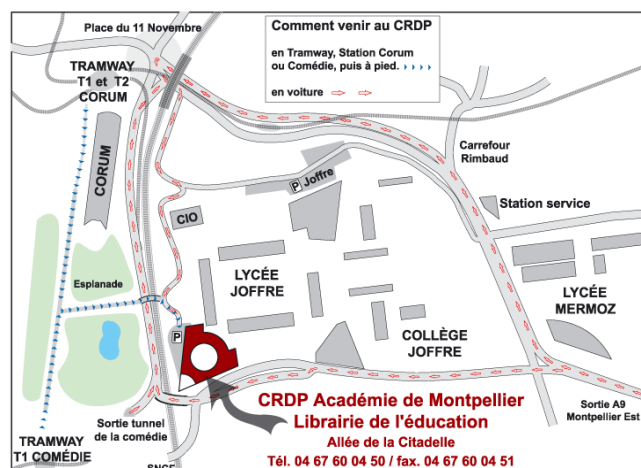 Place du 11 Novembre
Comment venir au CRDP
en Tramway, Station Corum
ou Comédie, puis à pied.
en voiture
TRAMWAY
T1 et T2
CORUM
CORUM
Carrefour
Rimbaud
P
Joffre
CIO
Station service
LYCÉE
JOFFRE
LYCÉE
MERMOZ
Esplanade
P
COLLÈGE
JOFFRE
CRDP Académie de Montpellier
Librairie de l'éducation
Allée de la Citadelle
Tél. 04 67 60 04 50 / fax. 04 67 60 04 51
Sortie A9
Montpellier Est
Sortie tunnel
de la comédie
TRAMWAY
T1 COMÉDIE
SNCF